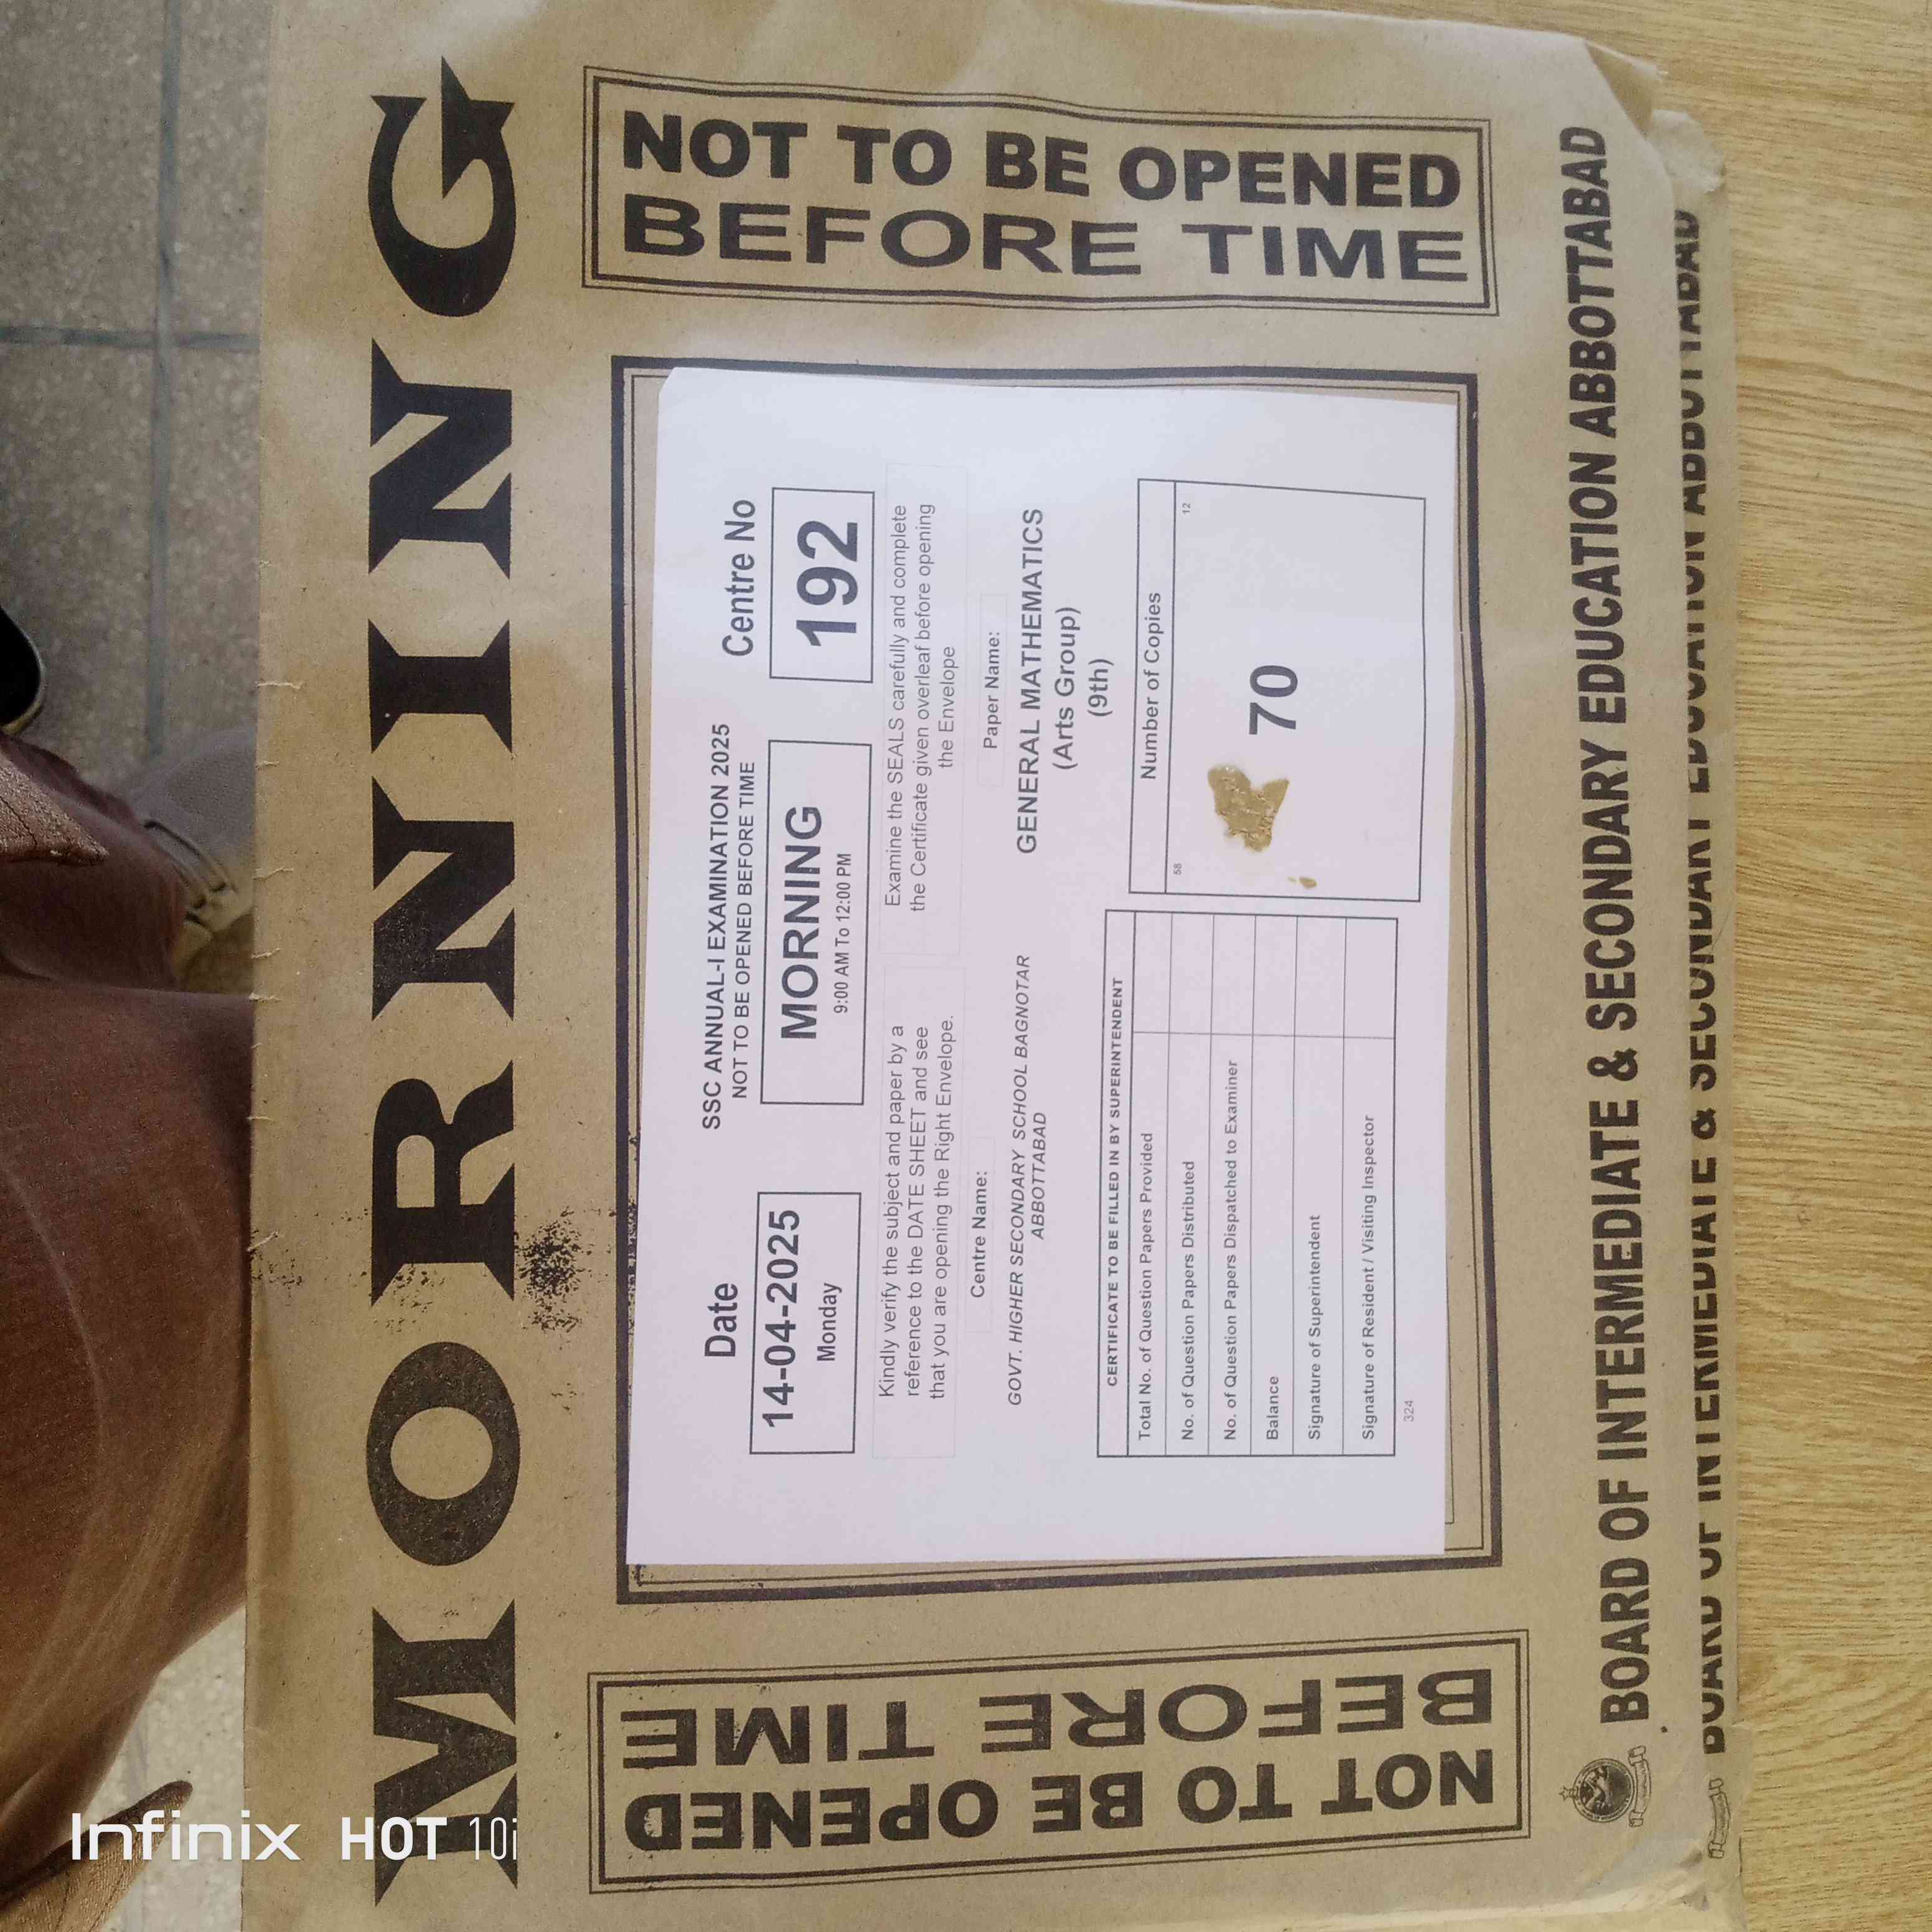 MORNING
NOT TO BE OPENED
BEFORE TIME
SSC ANNUAL-I EXAMINATION 2025
NOT TO BE OPENED BEFORE TIME
Date
14-04-2025
Monday
MORNING
9:00 AM To 12:00 PM
Centre No
192
Kindly verify the subject and paper by a
reference to the DATE SHEET and see
that you are opening the Right Envelope.
Examine the SEALS carefully and complete
the Certificate given overleaf before opening
the Envelope
Centre Name:
GOVT. HIGHER SECONDARY SCHOOL BAGNOTAR
ABBOTTABAD
Paper Name:
GENERAL MATHEMATICS
(Arts Group)
(9th)
CERTIFICATE TO BE FILLED IN BY SUPERINTENDENT
Total No. of Question Papers Provided
No. of Question Papers Distributed
No. of Question Papers Dispatched to Examiner
Balance
Signature of Superintendent
Signature of Resident / Visiting Inspector
324
Number of Copies
58 12
70
NOT TO BE OPENED
BEFORE TIME
BOARD OF INTERMEDIATE & SECONDARY EDUCATION ABBOTTABAD
BOARD OF INTERMEDIATE & SECONDARY EDUCATION ABBOTTABAD
Infinix HOT 10i